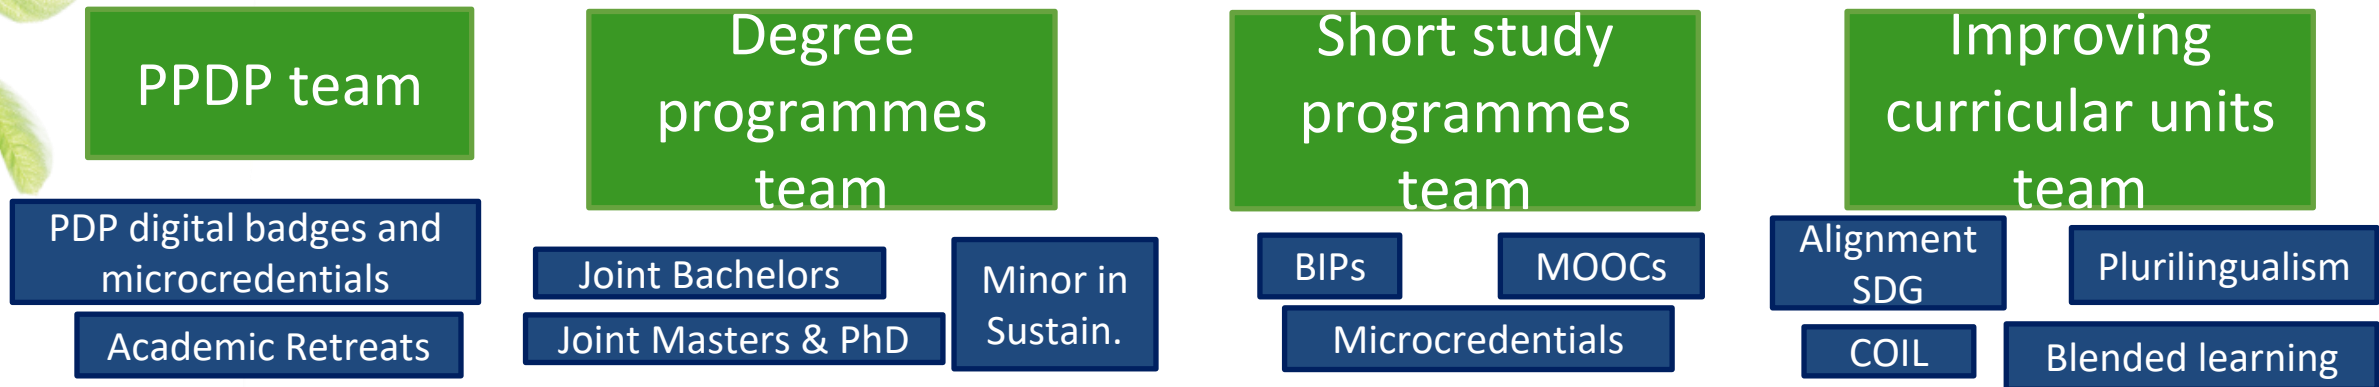 PPDP team
PDP digital badges and
microcredentials
Academic Retreats
Degree
programmes
team
Joint Bachelors
Joint Masters & PhD
Minor in
Sustain.
Short study
programmes
team
BIPs
MOOCs
Microcredentials
Improving
curricular units
team
Alignment
SDG
Plurilingualism
COIL
Blended learning